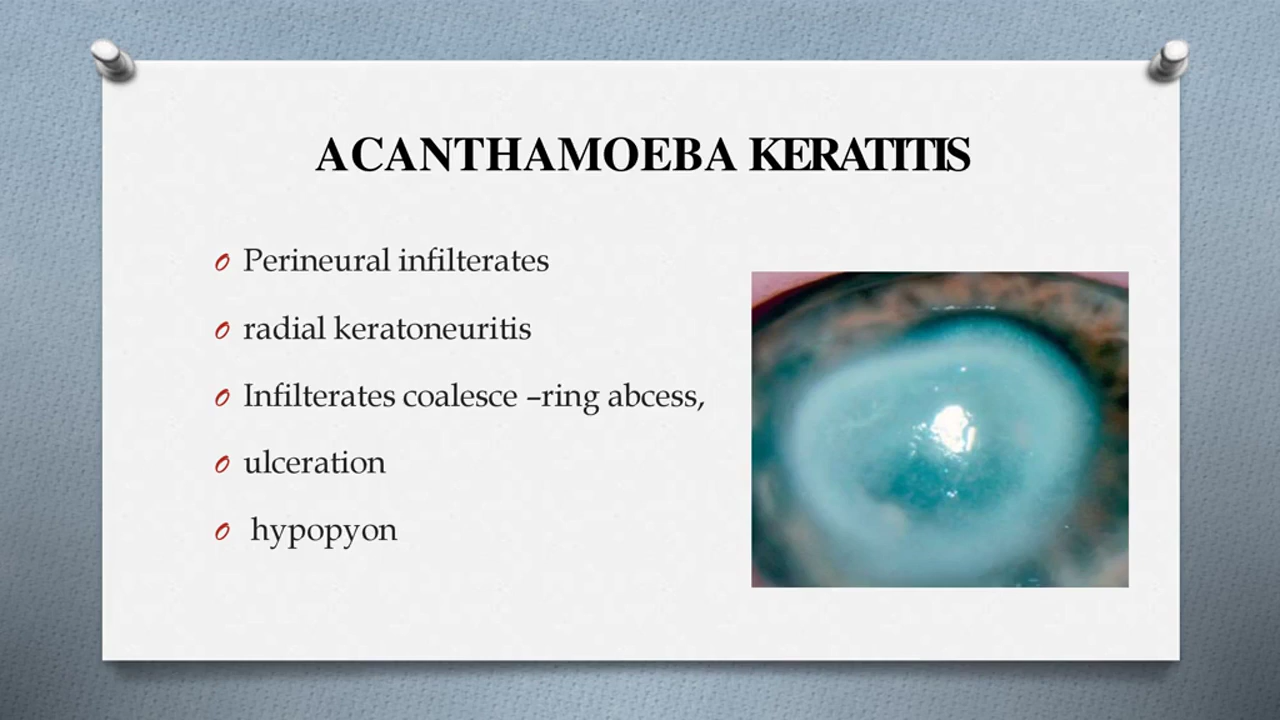 ACANTHAMOEBA KERATITIS
Perineural infilterates
radial keratoneuritis
Infilterates coalesce –ring abcess,
ulceration
hypopyon